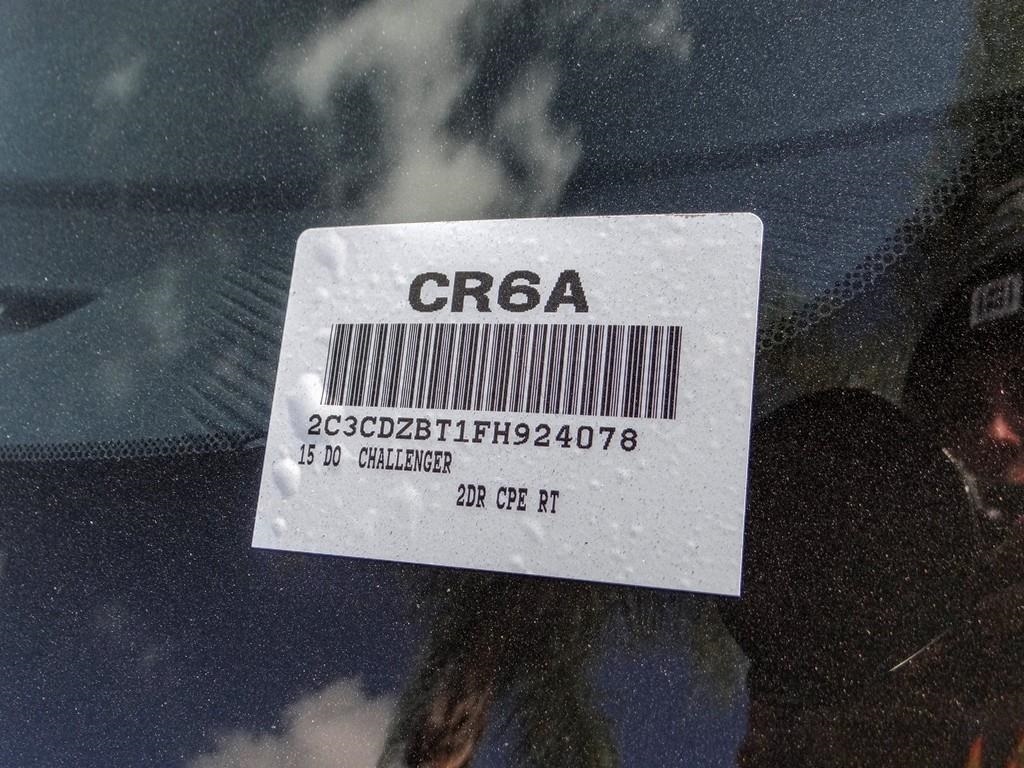 CR6A
2C3CDZBT1FH924078
15 DO CHALLENGER
2DR CPE RT